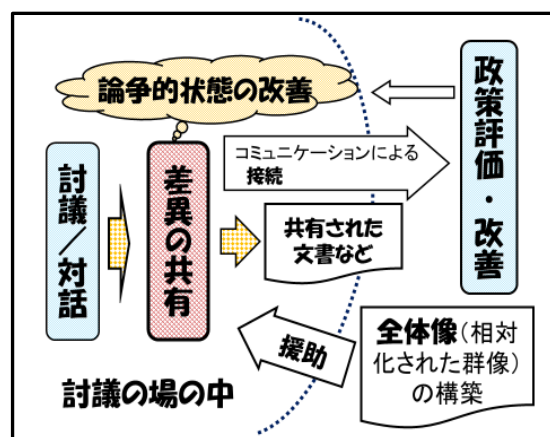 論争的状態の改善
政策評価・改善
コミュニケーションによる
接続
討議／対話
差異の共有
共有された
文書など
援助
全体像(相対
化された群像)
の構築
討議の場の中